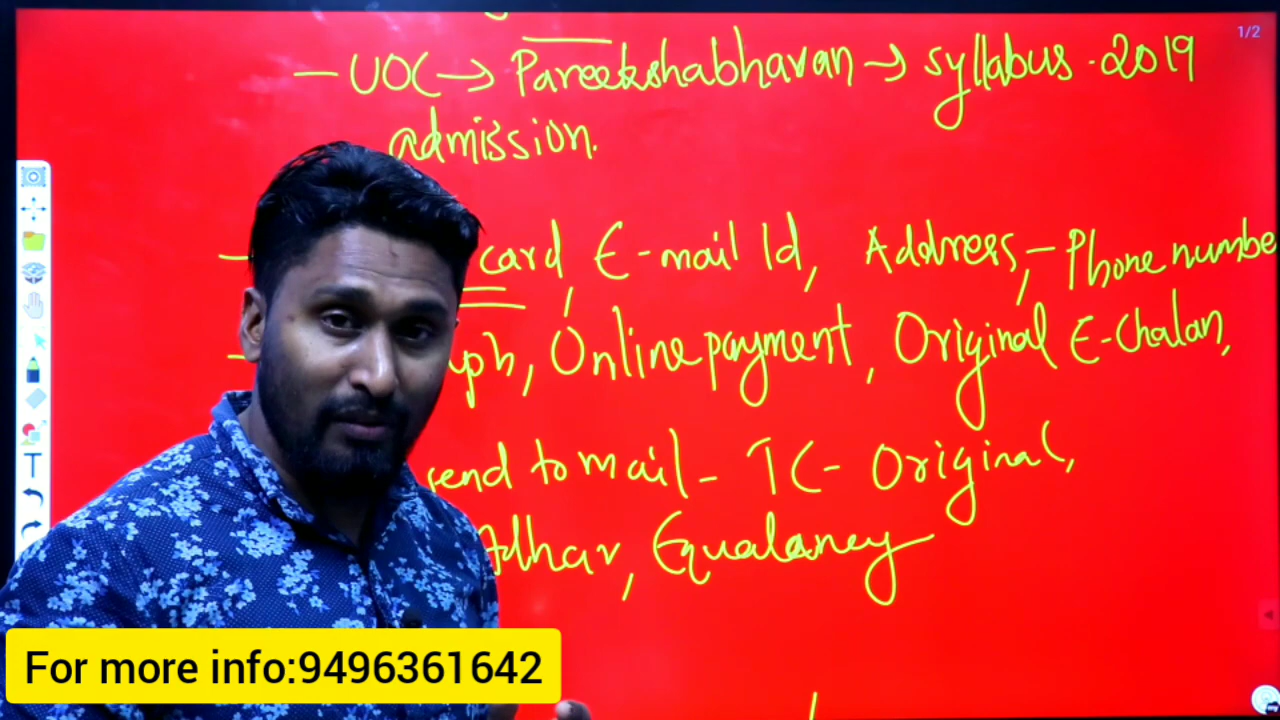 1/2
— UOC → Pareekshabhavan → syllabus . 2019
admission.
— card, E-mail Id, Address, - Phone numbe
— aph, Online payment, Original E-Chalan,
send to mail - TC - Original,
Adhar, Equalancy
T
For more info:9496361642